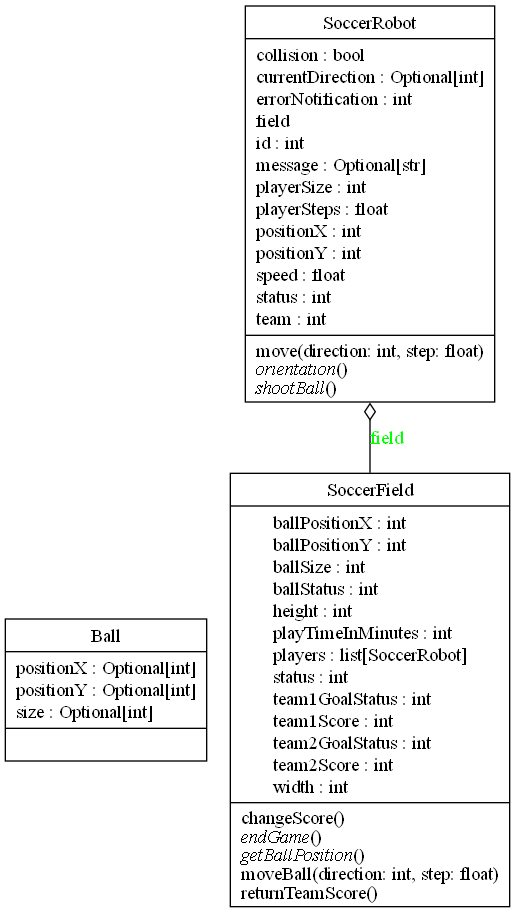 SoccerRobot
collision : bool
currentDirection : Optional[int]
errorNotification : int
field
id : int
message : Optional[str]
playerSize : int
playerSteps : float
positionX : int
positionY : int
speed : float
status : int
team : int
move(direction: int, step: float)
orientation()
shootBall()
field
SoccerField
ballPositionX : int
ballPositionY : int
ballSize : int
ballStatus : int
height : int
playTimeInMinutes : int
players : list[SoccerRobot]
status : int
team1GoalStatus : int
team1Score : int
team2GoalStatus : int
team2Score : int
width : int
changeScore()
endGame()
getBallPosition()
moveBall(direction: int, step: float)
returnTeamScore()
Ball
positionX : Optional[int]
positionY : Optional[int]
size : Optional[int]